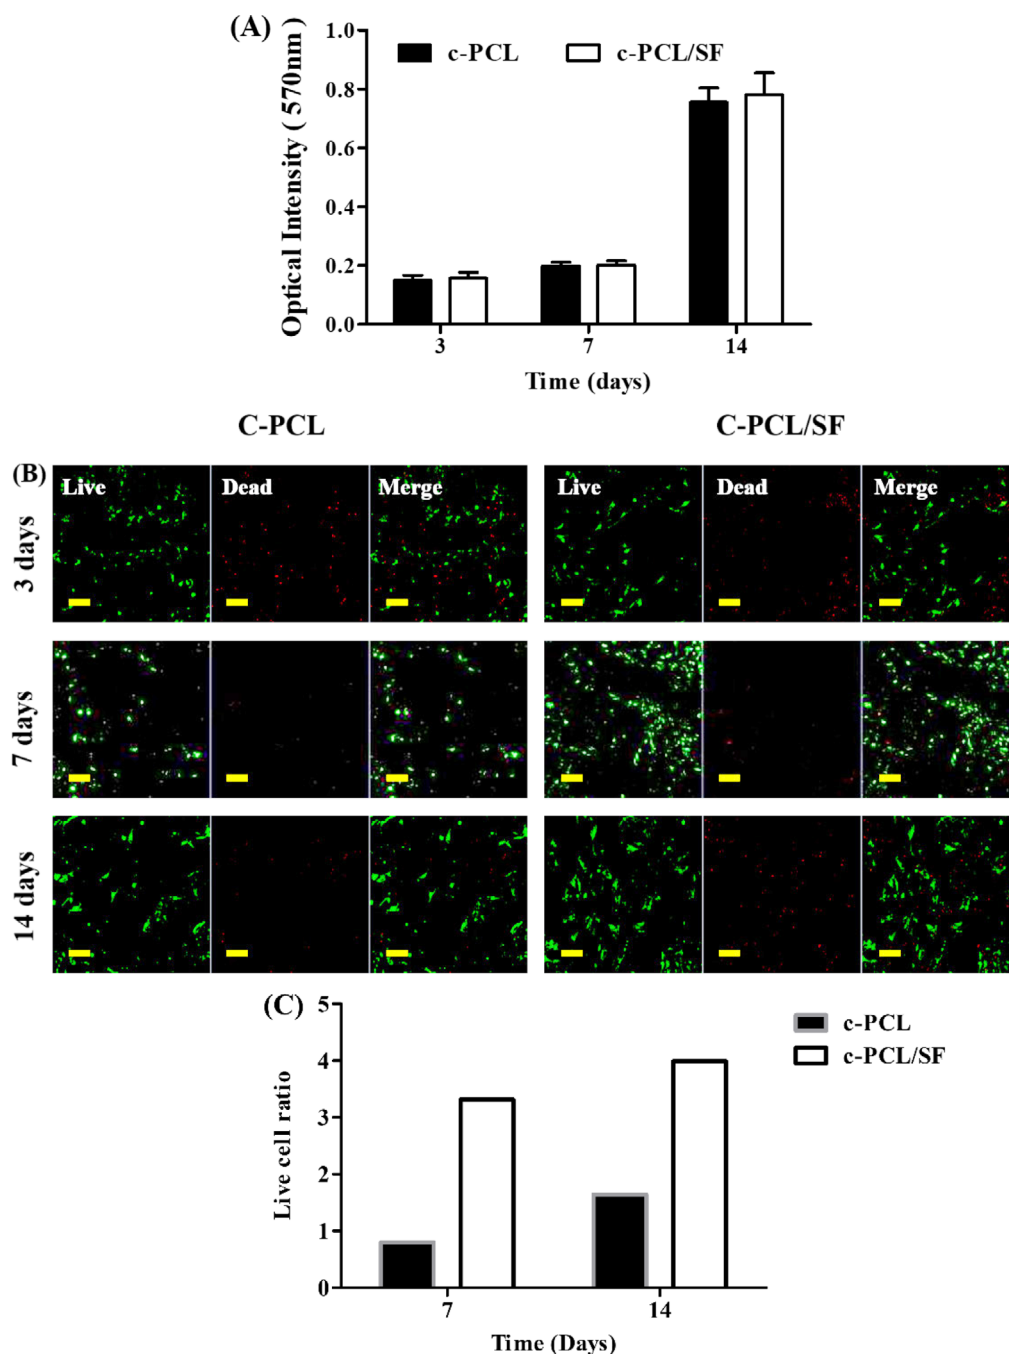 (A)
1.0
0.8
0.6
0.4
0.2
0.0
Optical Intensity ( 570nm )
c-PCL
c-PCL/SF
3
7
14
Time (days)
C-PCL
C-PCL/SF
(B)
Live
Dead
Merge
Live
Dead
Merge
3 days
7 days
14 days
(C)
5
4
3
2
1
0
Live cell ratio
c-PCL
c-PCL/SF
7
14
Time (Days)